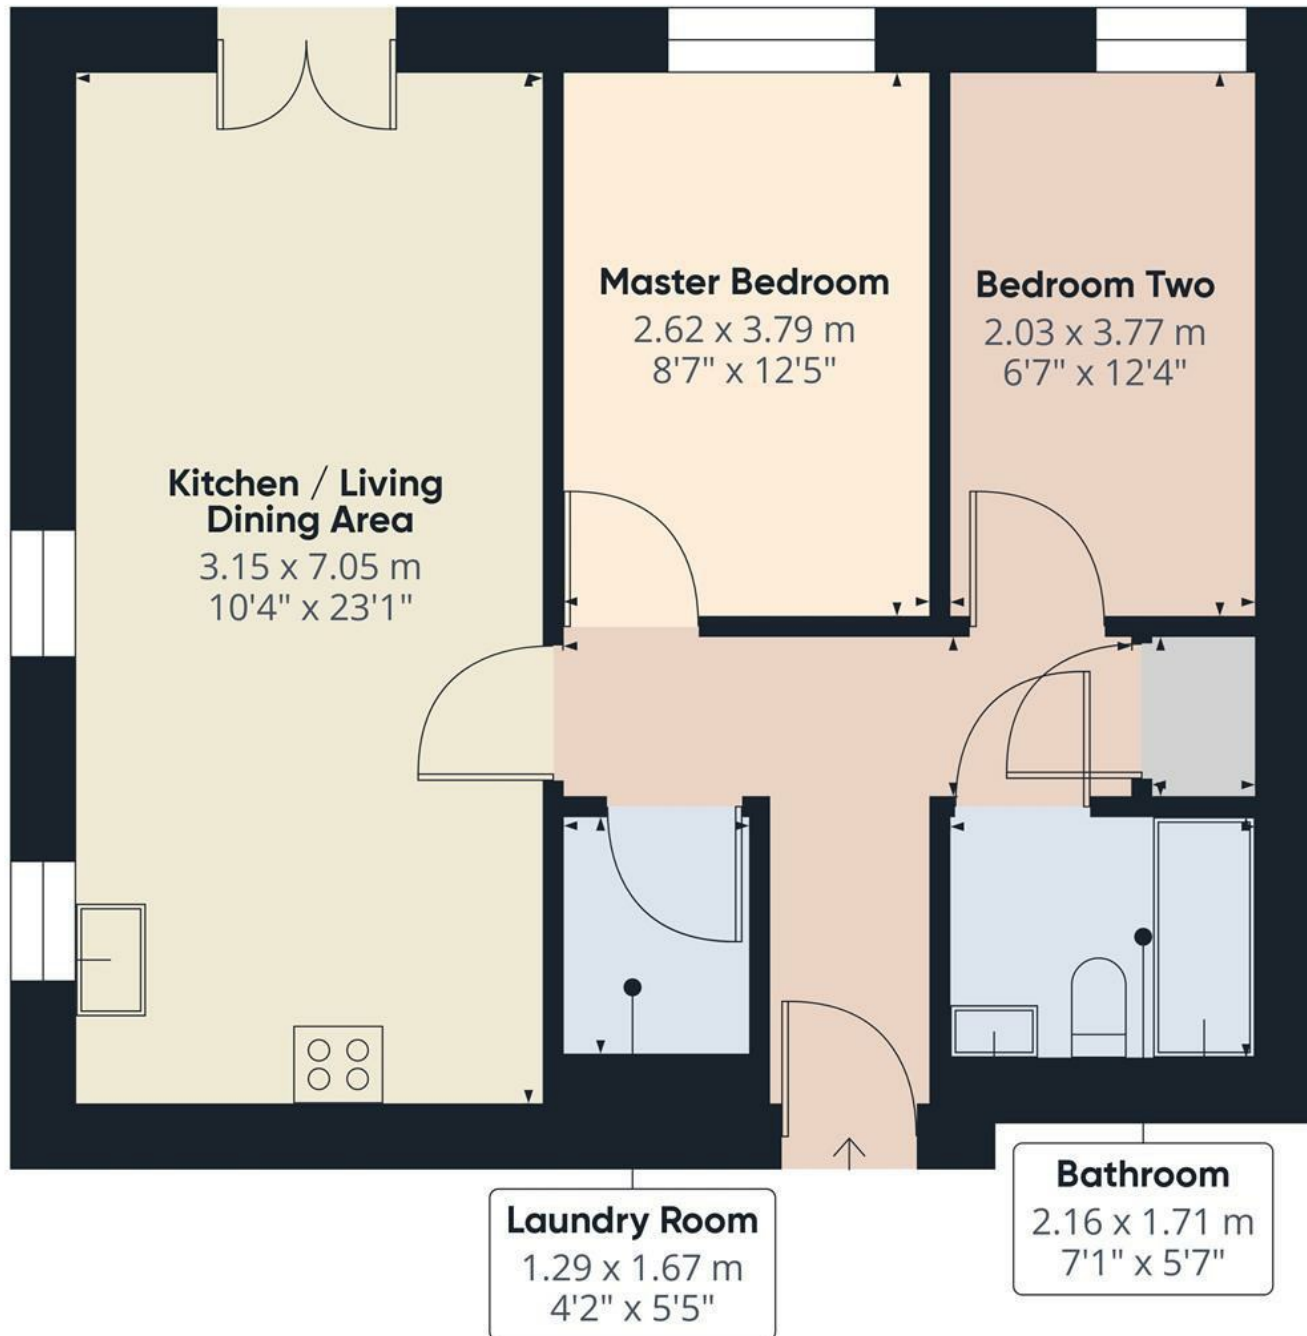 Master Bedroom
2.62 x 3.79 m
8'7" x 12'5"
Bedroom Two
2.03 x 3.77 m
6'7" x 12'4"
Kitchen / Living
Dining Area
3.15 x 7.05 m
10'4" x 23'1"
Laundry Room
1.29 x 1.67 m
4'2" x 5'5"
Bathroom
2.16 x 1.71 m
7'1" x 5'7"